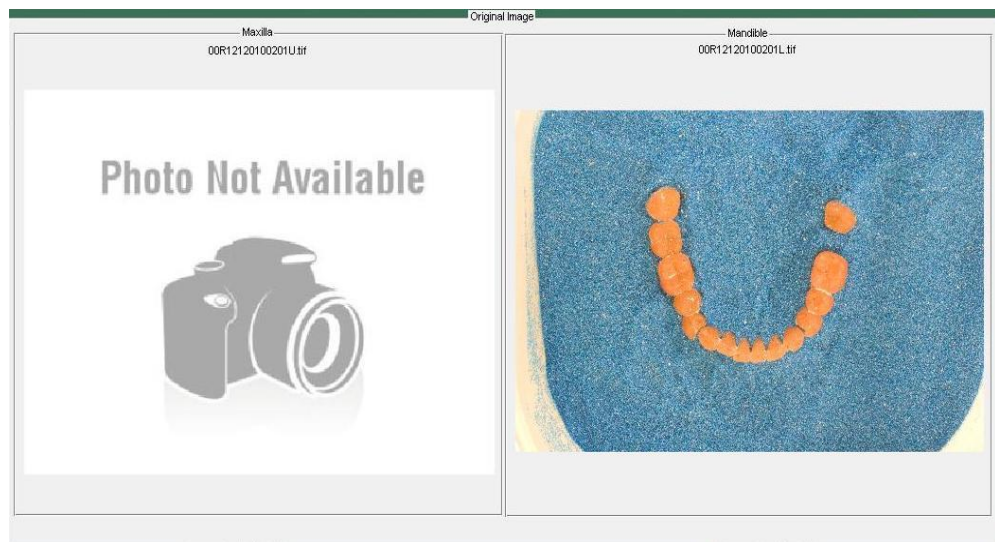 Original Image
Maxilla
00R12120100201U.tif
Photo Not Available
Mandible
00R12120100201L.tif